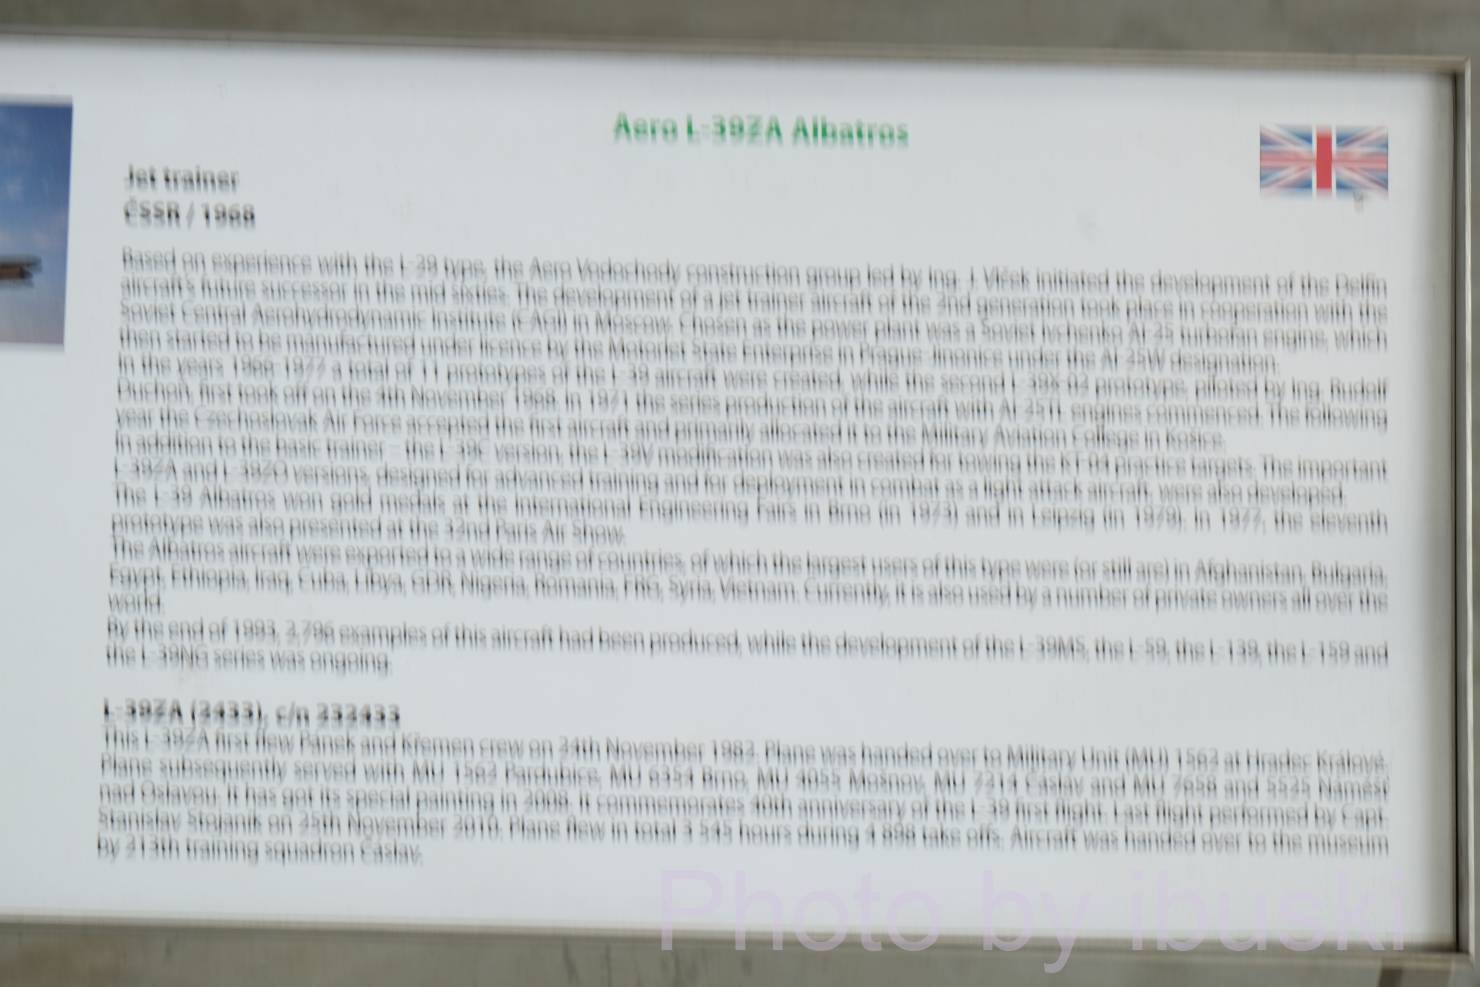 Aero L-39ZA Albatros
Jet trainer
ČSSR / 1968
Based on experience with the L-29 type, the Aero Vodochody construction group led by Ing. J. Vlček initiated the development of the Delfín
aircraft's future successor in the mid sixties. The development of a jet trainer aircraft of the 2nd generation took place in cooperation with the
Soviet Central Aerohydrodynamic Institute (CAGI) in Moscow. Chosen as the power plant was a Soviet Ivchenko AI-25 turbofan engine, which
then started to be manufactured under licence by the Motorlet State Enterprise in Prague-Jinonice under the AI-25W designation.
In the years 1966-1977 a total of 11 prototypes of the L-39 aircraft were created, while the second L-39X-02 prototype, piloted by Ing. Rudolf
Duchoň, first took off on the 4th November 1968. In 1971 the series production of the aircraft with AI-25TL engines commenced. The following
year the Czechoslovak Air Force accepted the first aircraft and primarily allocated it to the Military Aviation College in Košice.
In addition to the basic trainer – the L-39C version, the L-39V modification was also created for towing the KT-04 practice targets. The important
L-39ZA and L-39ZO versions, designed for advanced training and for deployment in combat as a light attack aircraft, were also developed.
The L-39 Albatros won gold medals at the International Engineering Fairs in Brno (in 1973) and in Leipzig (in 1979). In 1977, the eleventh
prototype was also presented at the 32nd Paris Air Show.
The Albatros aircraft were exported to a wide range of countries, of which the largest users of this type were (or still are) in Afghanistan, Bulgaria,
Egypt, Ethiopia, Iraq, Cuba, Libya, GDR, Nigeria, Romania, FRG, Syria, Vietnam. Currently, it is also used by a number of private owners all over the
world.
By the end of 1993, 2,796 examples of this aircraft had been produced, while the development of the L-39MS, the L-59, the L-139, the L-159 and
the L-39NG series was ongoing.
L-39ZA (2433), c/n 232433
This L-39ZA first flew Pánek and Křemen crew on 24th November 1982. Plane was handed over to Military Unit (MU) 1562 at Hradec Králové.
Plane subsequently served with MU 1562 Pardubice, MU 6354 Brno, MU 4055 Mošnov, MU 7214 Čáslav and MU 7658 and 5525 Náměšť
nad Oslavou. It has got its special painting in 2008. It commemorates 40th anniversary of the L-39 first flight. Last flight performed by Capt.
Stanislav Stojaník on 25th November 2010. Plane flew in total 3 545 hours during 4 898 take offs. Aircraft was handed over to the museum
by 213th training squadron Čáslav.
Photo by ibuski